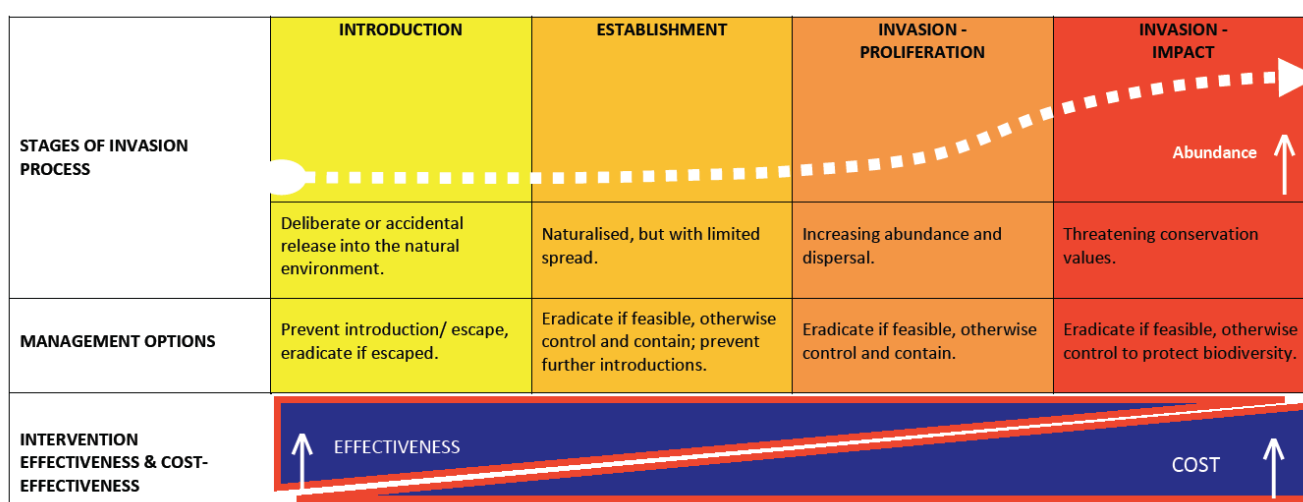 INTRODUCTION
ESTABLISHMENT
INVASION -
PROLIFERATION
INVASION -
IMPACT
STAGES OF INVASION
PROCESS
Abundance
Deliberate or accidental
release into the natural
environment.
Naturalised, but with limited
spread.
Increasing abundance and
dispersal.
Threatening conservation
values.
MANAGEMENT OPTIONS
Prevent introduction/ escape,
eradicate if escaped.
Eradicate if feasible, otherwise
control and contain; prevent
further introductions.
Eradicate if feasible, otherwise
control and contain.
Eradicate if feasible, otherwise
control to protect biodiversity.
INTERVENTION
EFFECTIVENESS & COST-
EFFECTIVENESS
EFFECTIVENESS
COST